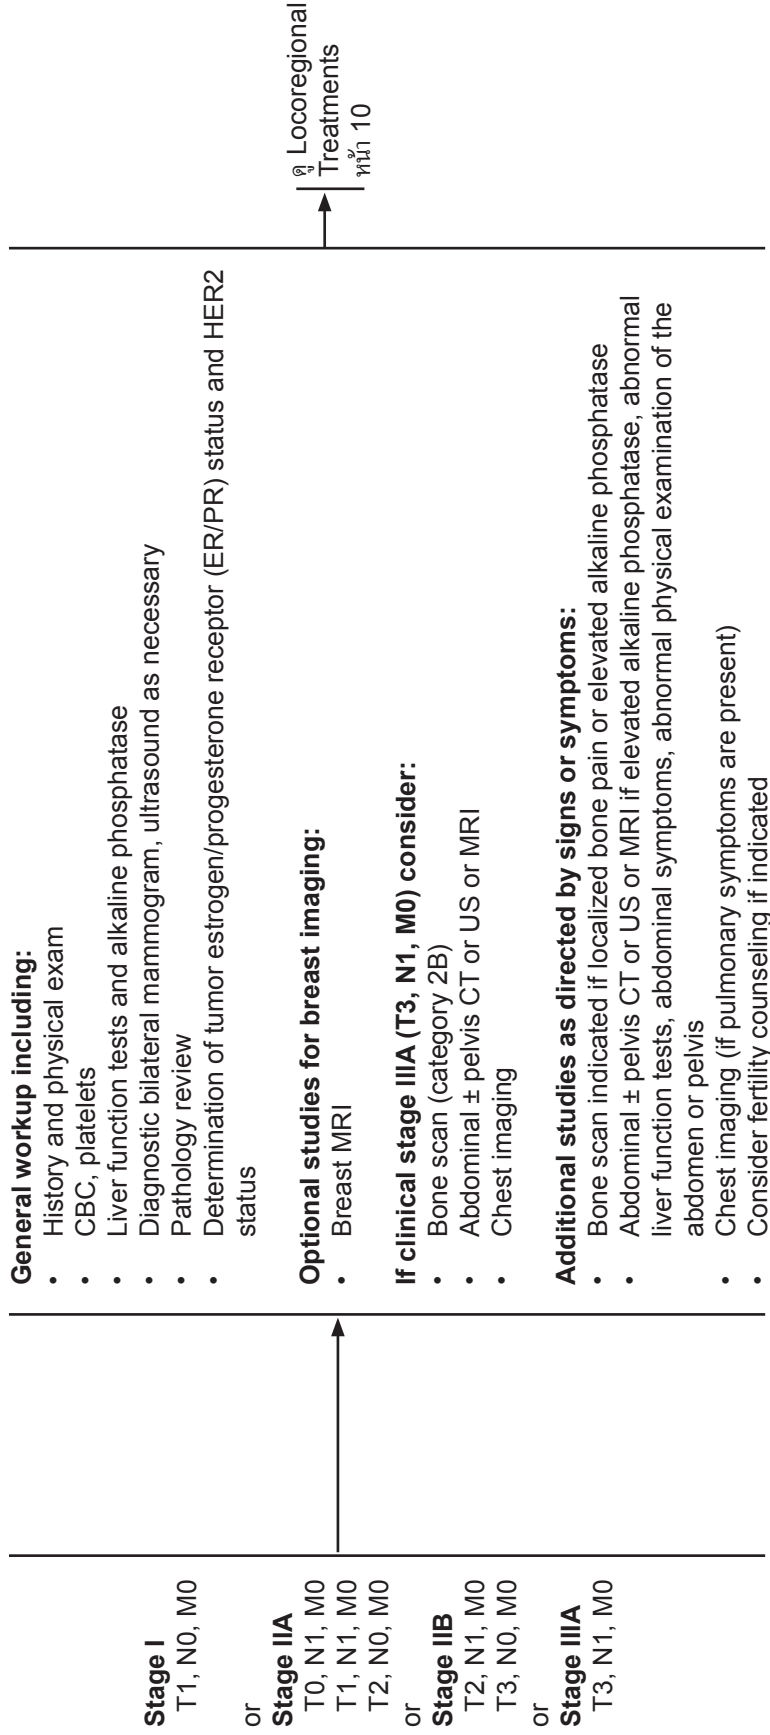 Stage I
T1, N0, M0
or
Stage IIA
T0, N1, M0
T1, N1, M0
T2, N0, M0
or
Stage IIB
T2, N1, M0
T3, N0, M0
or
Stage IIIA
T3, N1, M0
General workup including:
• History and physical exam
• CBC, platelets
• Liver function tests and alkaline phosphatase
• Diagnostic bilateral mammogram, ultrasound as necessary
• Pathology review
• Determination of tumor estrogen/progesterone receptor (ER/PR) status and HER2
status
Optional studies for breast imaging:
• Breast MRI
If clinical stage IIIA (T3, N1, M0) consider:
• Bone scan (category 2B)
• Abdominal ± pelvis CT or US or MRI
• Chest imaging
Additional studies as directed by signs or symptoms:
• Bone scan indicated if localized bone pain or elevated alkaline phosphatase
• Abdominal ± pelvis CT or US or MRI if elevated alkaline phosphatase, abnormal
liver function tests, abdominal symptoms, abnormal physical examination of the
abdomen or pelvis
• Chest imaging (if pulmonary symptoms are present)
• Consider fertility counseling if indicated
ดู Locoregional
Treatments
หน้า 10